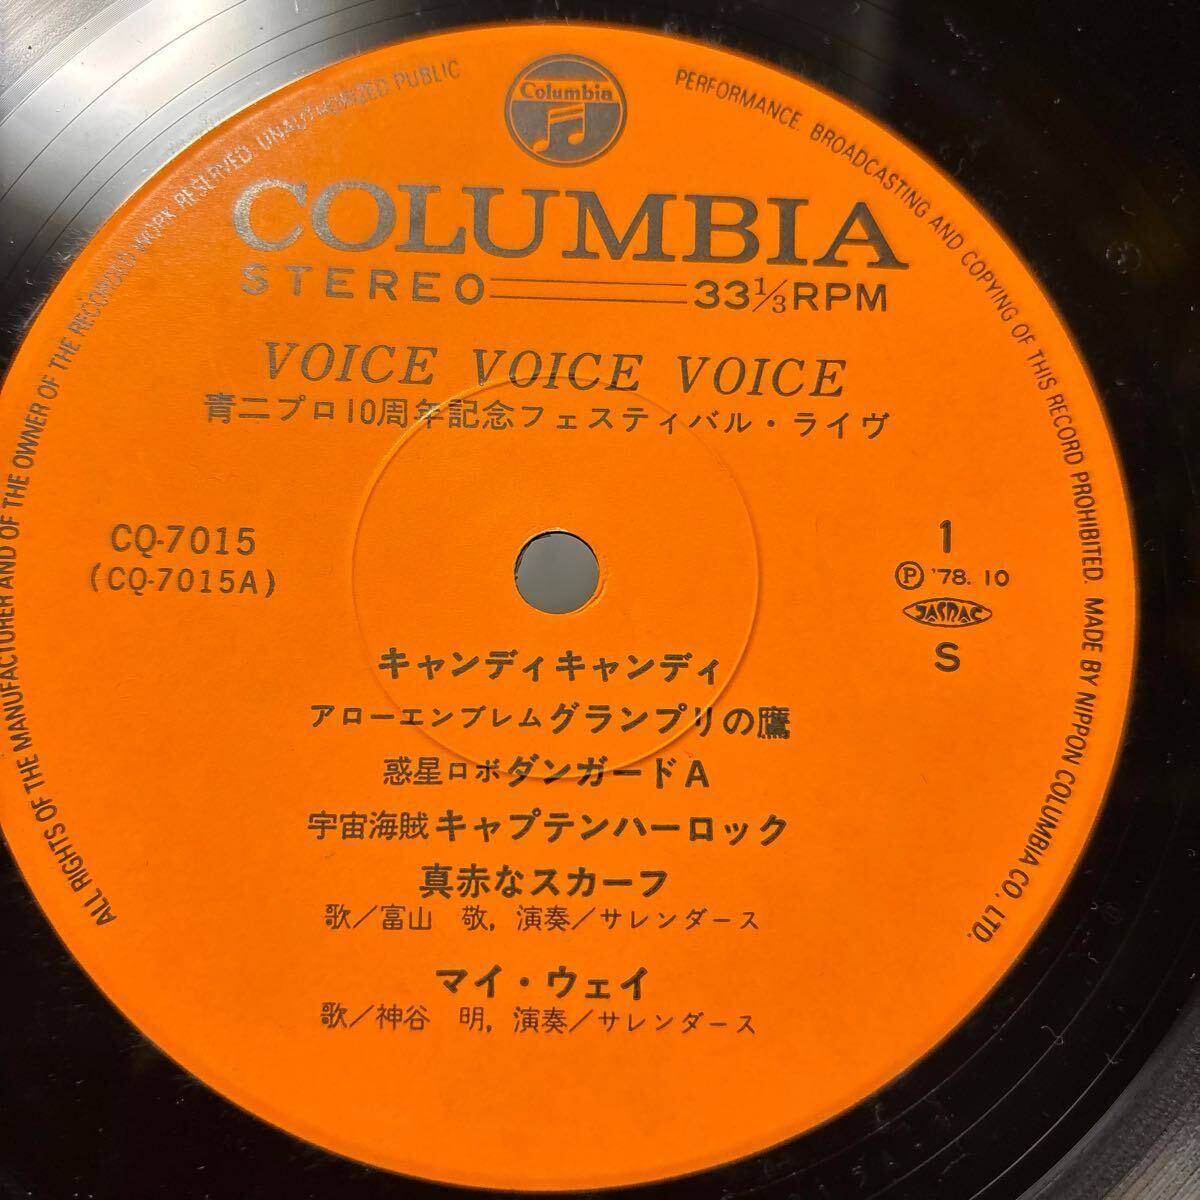 Columbia
COLUMBIA
STEREO 33 1/3 RPM
VOICE VOICE VOICE
青二プロ10周年記念フェスティバル・ライヴ
CQ-7015
(CQ-7015A)
1
Ⓟ '78. 10
JASRAC
S
キャンディキャンディ
アローエンブレムグランプリの鷹
惑星ロボダンガードA
宇宙海賊キャプテンハーロック
真赤なスカーフ
歌/富山 敬, 演奏/サレンダース
マイ・ウェイ
歌/神谷 明, 演奏/サレンダース
ALL RIGHTS OF THE MANUFACTURER AND OF THE OWNER OF THE RECORDED WORK RESERVED. UNAUTHORIZED PUBLIC PERFORMANCE. BROADCASTING AND COPYING OF THIS RECORD PROHIBITED. MADE BY NIPPON COLUMBIA CO., LTD.